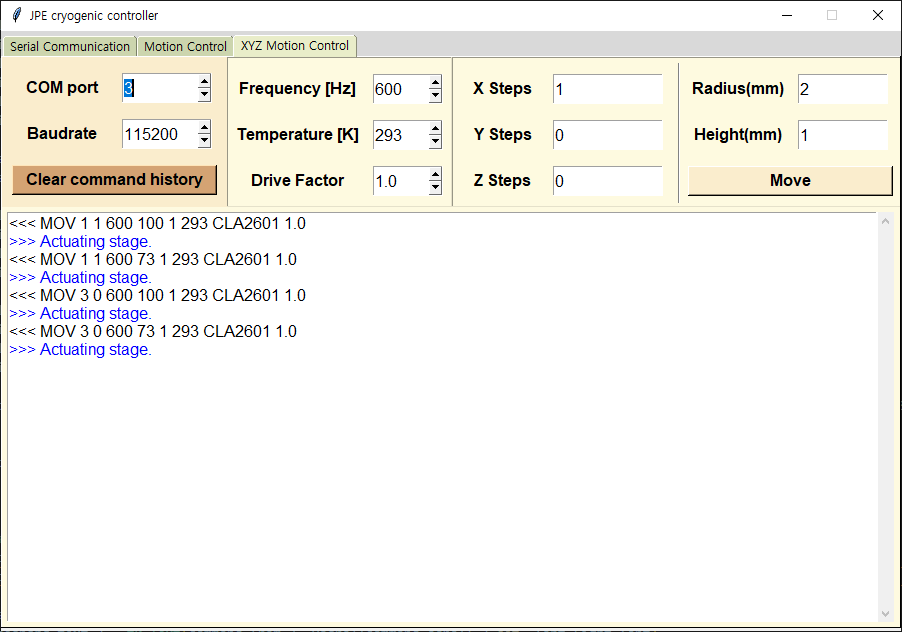 JPE cryogenic controller
Serial Communication
Motion Control
XYZ Motion Control
COM port 3
Frequency [Hz] 600
X Steps 1
Radius(mm) 2
Baudrate 115200
Temperature [K] 293
Y Steps 0
Height(mm) 1
Clear command history
Drive Factor 1.0
Z Steps 0
Move
<<< MOV 1 1 600 100 1 293 CLA2601 1.0
>>> Actuating stage.
<<< MOV 1 1 600 73 1 293 CLA2601 1.0
>>> Actuating stage.
<<< MOV 3 0 600 100 1 293 CLA2601 1.0
>>> Actuating stage.
<<< MOV 3 0 600 73 1 293 CLA2601 1.0
>>> Actuating stage.